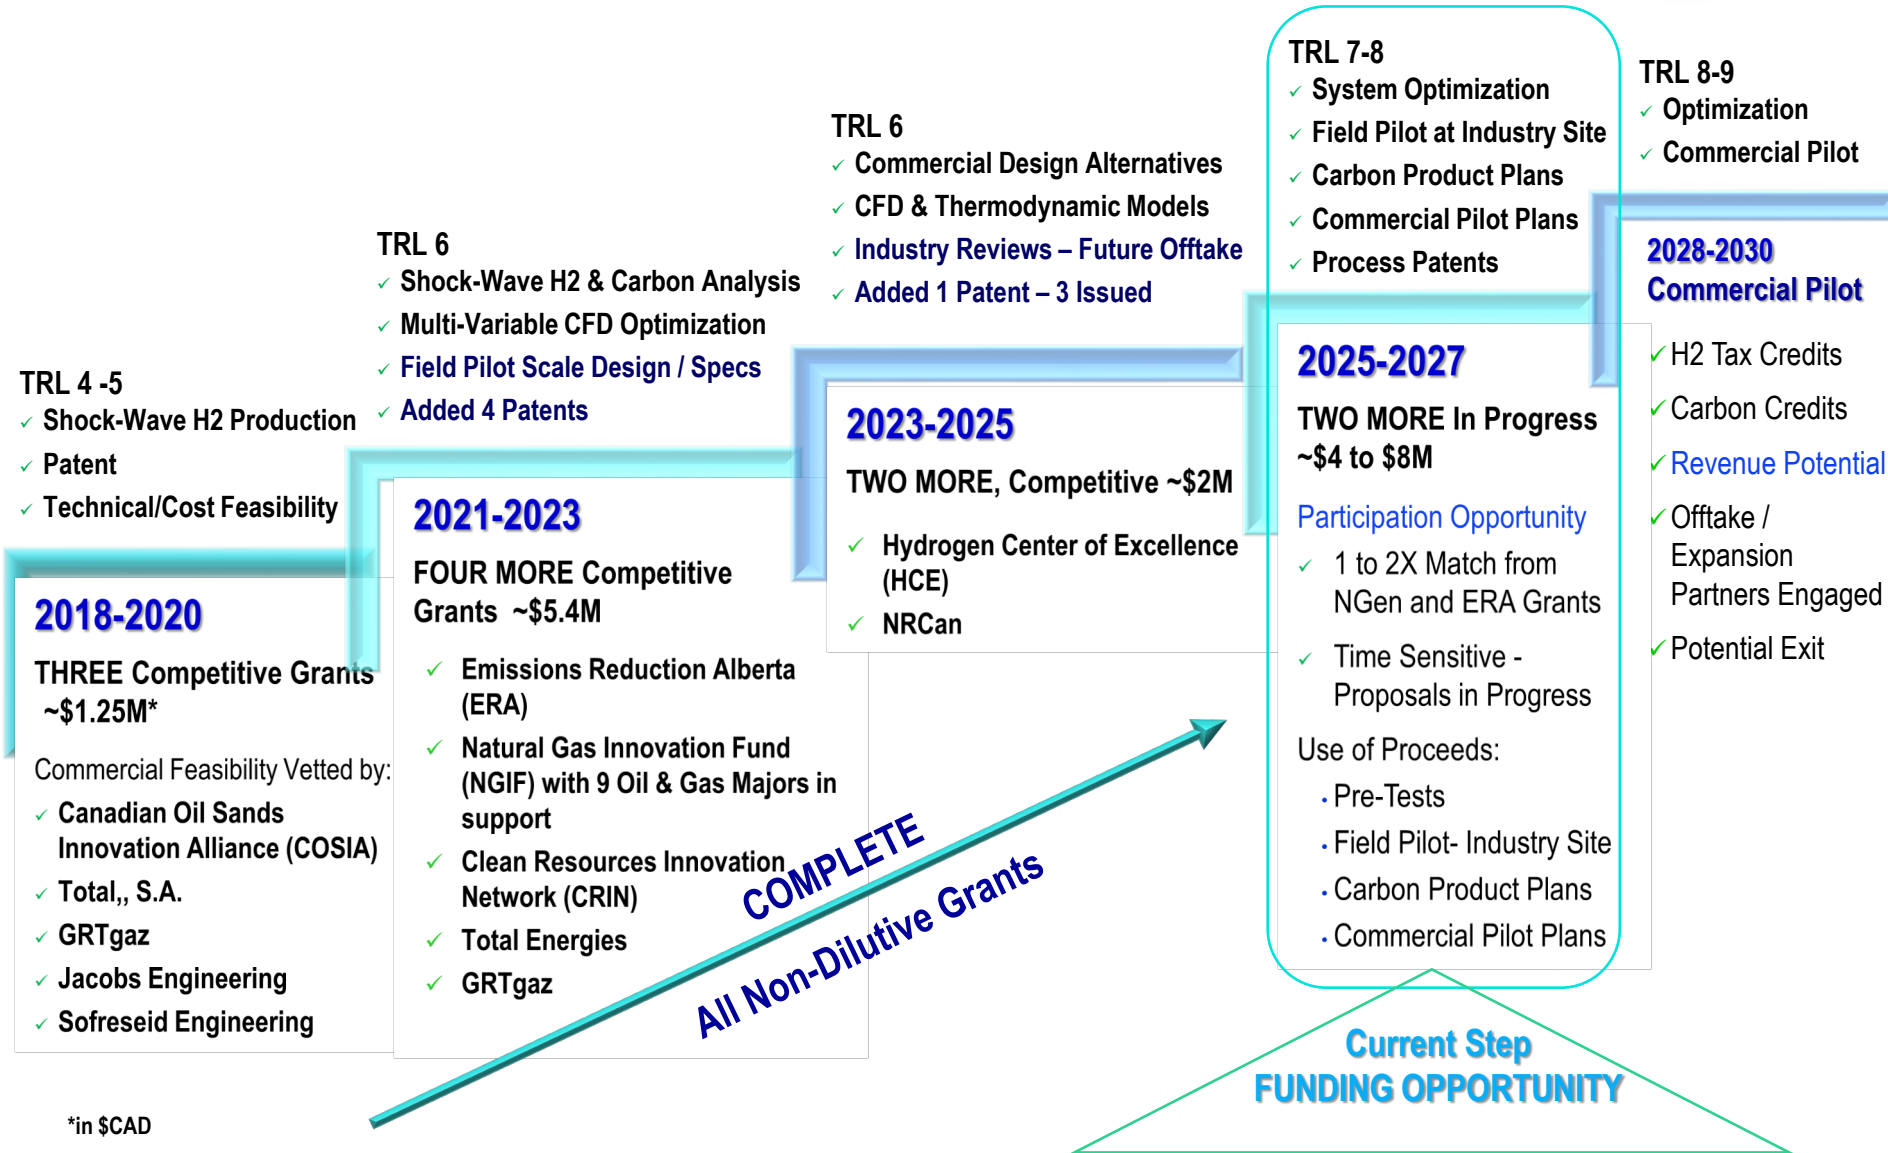 TRL 4 -5
✓ Shock-Wave H2 Production
✓ Patent
✓ Technical/Cost Feasibility
2018-2020
THREE Competitive Grants
~$1.25M*
Commercial Feasibility Vetted by:
✓ Canadian Oil Sands
Innovation Alliance (COSIA)
✓ Total,, S.A.
✓ GRTgaz
✓ Jacobs Engineering
✓ Sofreseid Engineering
*in $CAD
TRL 6
✓ Shock-Wave H2 & Carbon Analysis
✓ Multi-Variable CFD Optimization
✓ Field Pilot Scale Design / Specs
✓ Added 4 Patents
2021-2023
FOUR MORE Competitive
Grants ~$5.4M
✓ Emissions Reduction Alberta
(ERA)
✓ Natural Gas Innovation Fund
(NGIF) with 9 Oil & Gas Majors in
support
✓ Clean Resources Innovation
Network (CRIN)
✓ Total Energies
✓ GRTgaz
TRL 6
✓ Commercial Design Alternatives
✓ CFD & Thermodynamic Models
✓ Industry Reviews – Future Offtake
✓ Added 1 Patent – 3 Issued
2023-2025
TWO MORE, Competitive ~$2M
✓ Hydrogen Center of Excellence
(HCE)
✓ NRCan
COMPLETE
All Non-Dilutive Grants
TRL 7-8
✓ System Optimization
✓ Field Pilot at Industry Site
✓ Carbon Product Plans
✓ Commercial Pilot Plans
✓ Process Patents
2025-2027
TWO MORE In Progress
~$4 to $8M
Participation Opportunity
✓ 1 to 2X Match from
NGen and ERA Grants
✓ Time Sensitive -
Proposals in Progress
Use of Proceeds:
• Pre-Tests
• Field Pilot- Industry Site
• Carbon Product Plans
• Commercial Pilot Plans
Current Step
FUNDING OPPORTUNITY
TRL 8-9
✓ Optimization
✓ Commercial Pilot
2028-2030
Commercial Pilot
✓ H2 Tax Credits
✓ Carbon Credits
✓ Revenue Potential
✓ Offtake /
Expansion
Partners Engaged
✓ Potential Exit